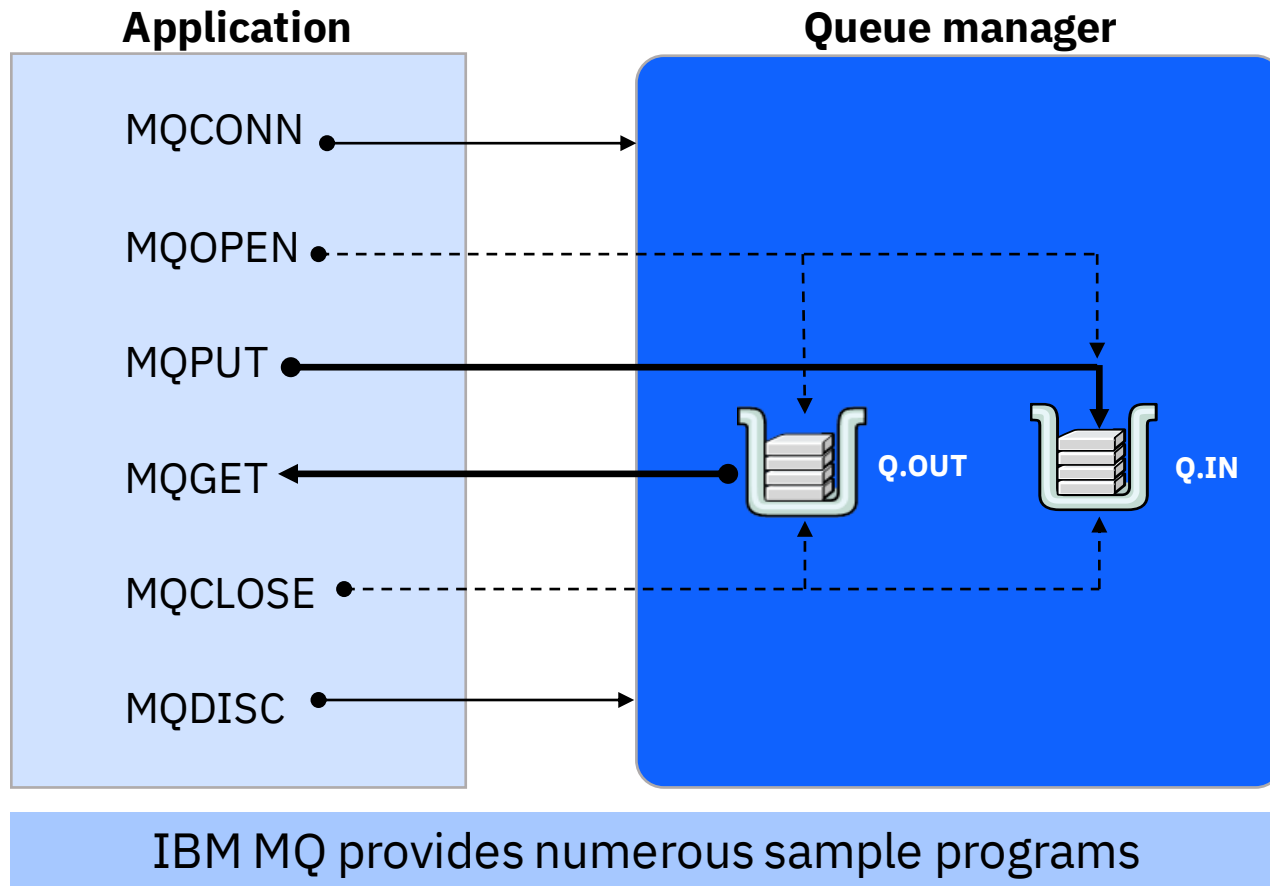 Application
Queue manager
MQCONN
MQOPEN
MQPUT
MQGET
Q.OUT
Q.IN
MQCLOSE
MQDISC
IBM MQ provides numerous sample programs